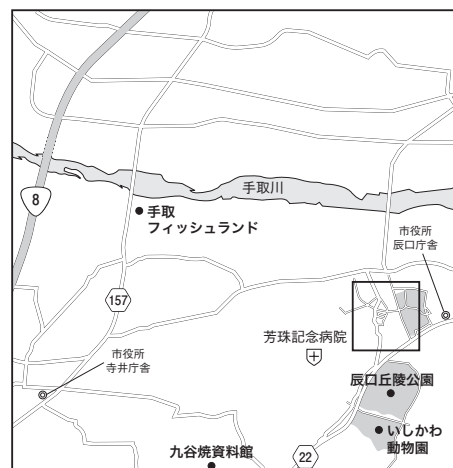 手取川
8
手取
フィッシュランド
市役所
辰口庁舎
157
芳珠記念病院
市役所
寺井庁舎
辰口丘陵公園
いしかわ
動物園
九谷焼資料館
22